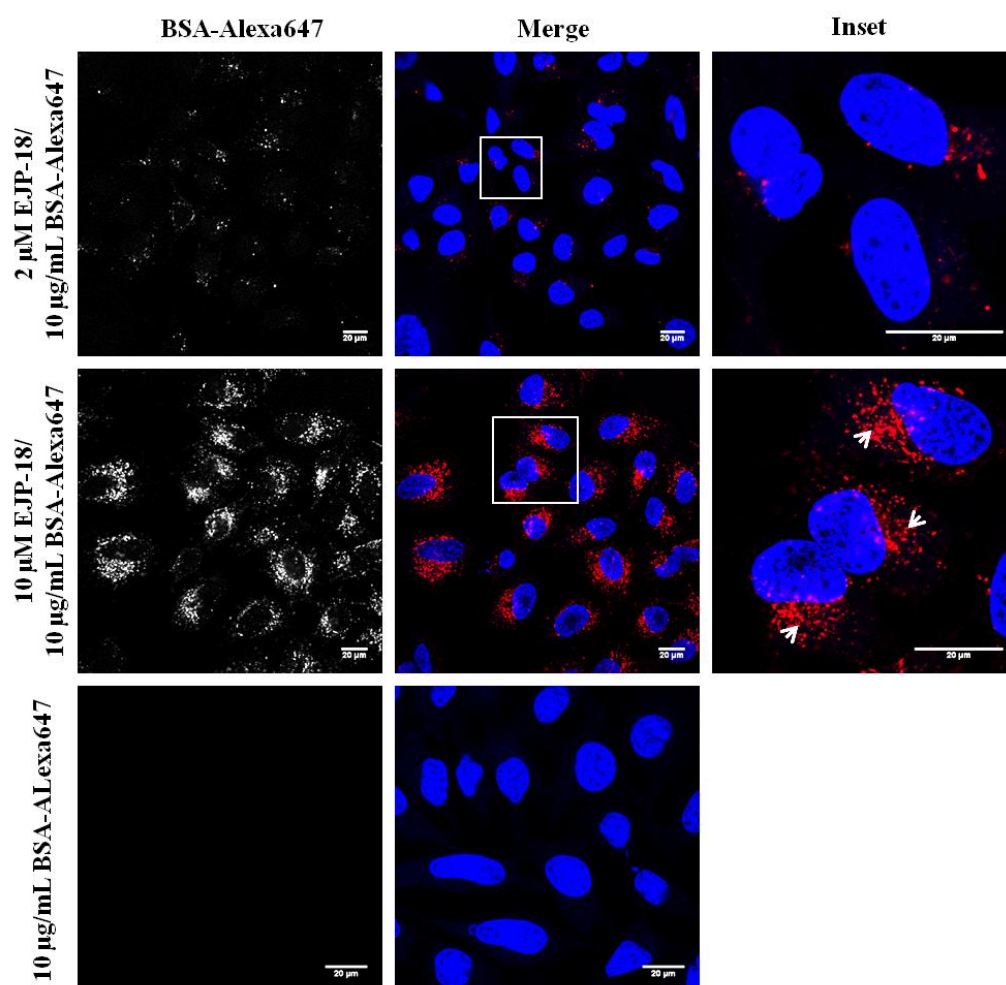 BSA-Alexa647 Merge Inset
2 µM EJP-18/
10 µg/mL BSA-Alexa647
20 µm 20 µm 20 µm
10 µM EJP-18/
10 µg/mL BSA-Alexa647
20 µm 20 µm 20 µm
10 µg/mL BSA-ALexa647
20 µm 20 µm